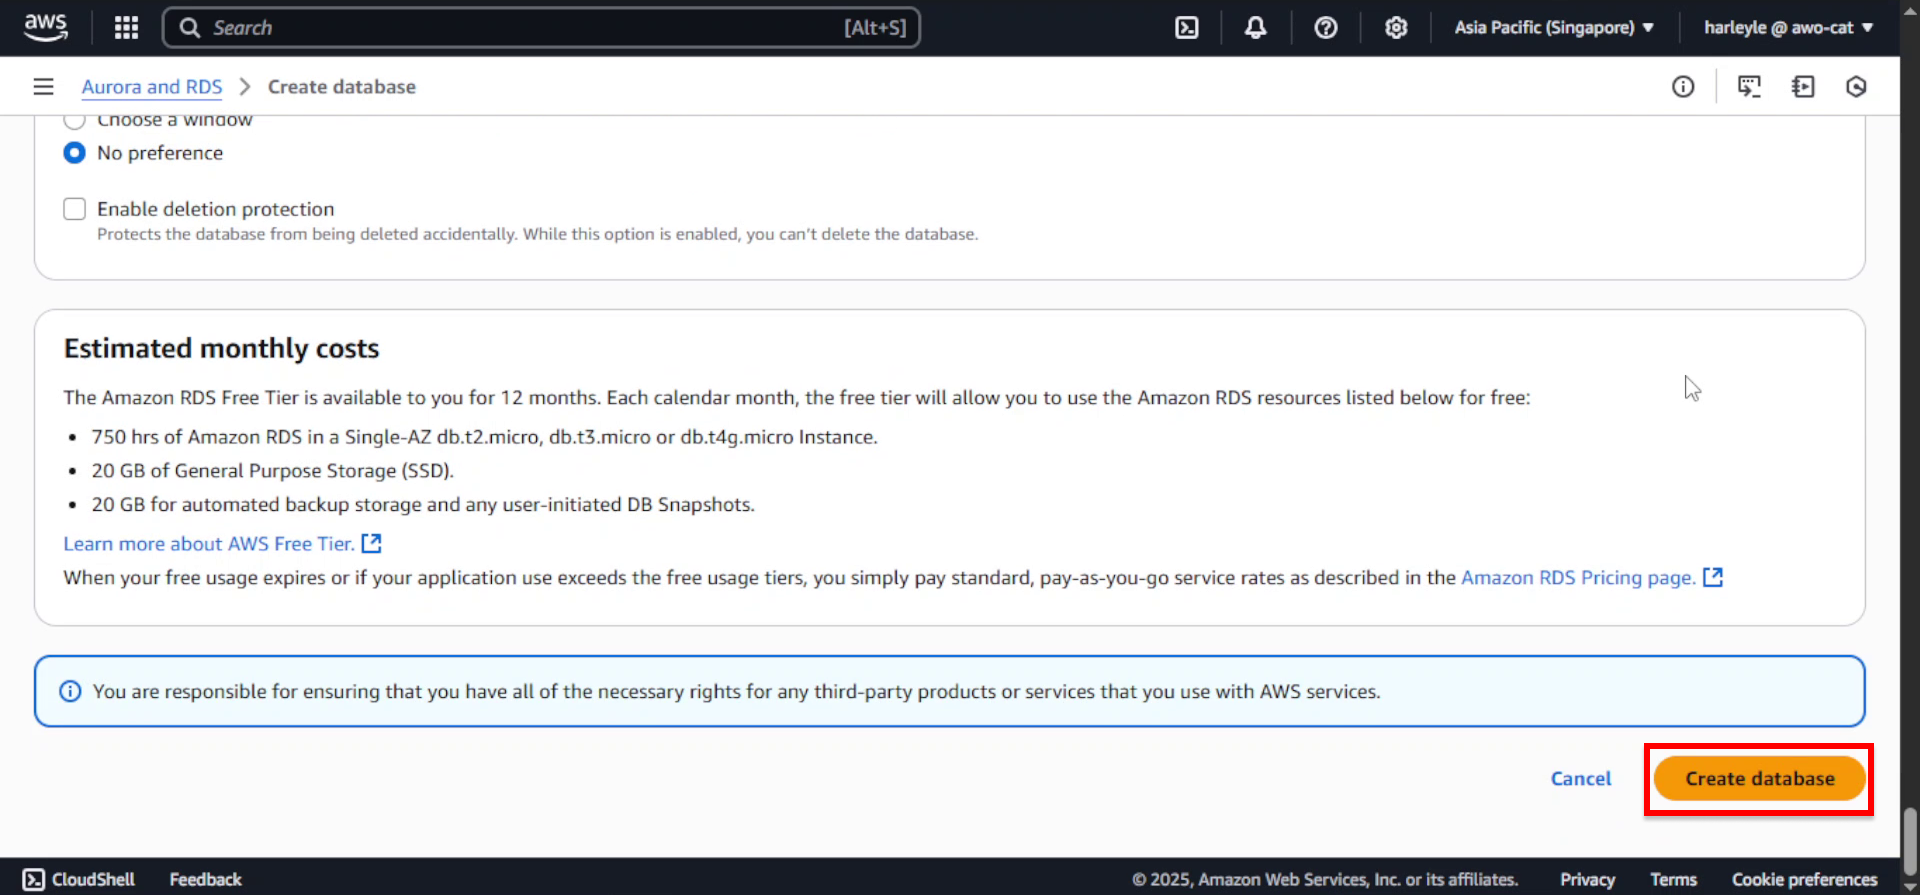 aws
Search
[Alt+S]
Asia Pacific (Singapore)
harleyle @ awo-cat
Aurora and RDS
Create database
Choose a window
No preference
Enable deletion protection
Protects the database from being deleted accidentally. While this option is enabled, you can't delete the database.
Estimated monthly costs
The Amazon RDS Free Tier is available to you for 12 months. Each calendar month, the free tier will allow you to use the Amazon RDS resources listed below for free:
• 750 hrs of Amazon RDS in a Single-AZ db.t2.micro, db.t3.micro or db.t4g.micro Instance.
• 20 GB of General Purpose Storage (SSD).
• 20 GB for automated backup storage and any user-initiated DB Snapshots.
Learn more about AWS Free Tier.
When your free usage expires or if your application use exceeds the free usage tiers, you simply pay standard, pay-as-you-go service rates as described in the Amazon RDS Pricing page.
You are responsible for ensuring that you have all of the necessary rights for any third-party products or services that you use with AWS services.
Cancel
Create database
CloudShell
Feedback
© 2025, Amazon Web Services, Inc. or its affiliates.
Privacy
Terms
Cookie preferences